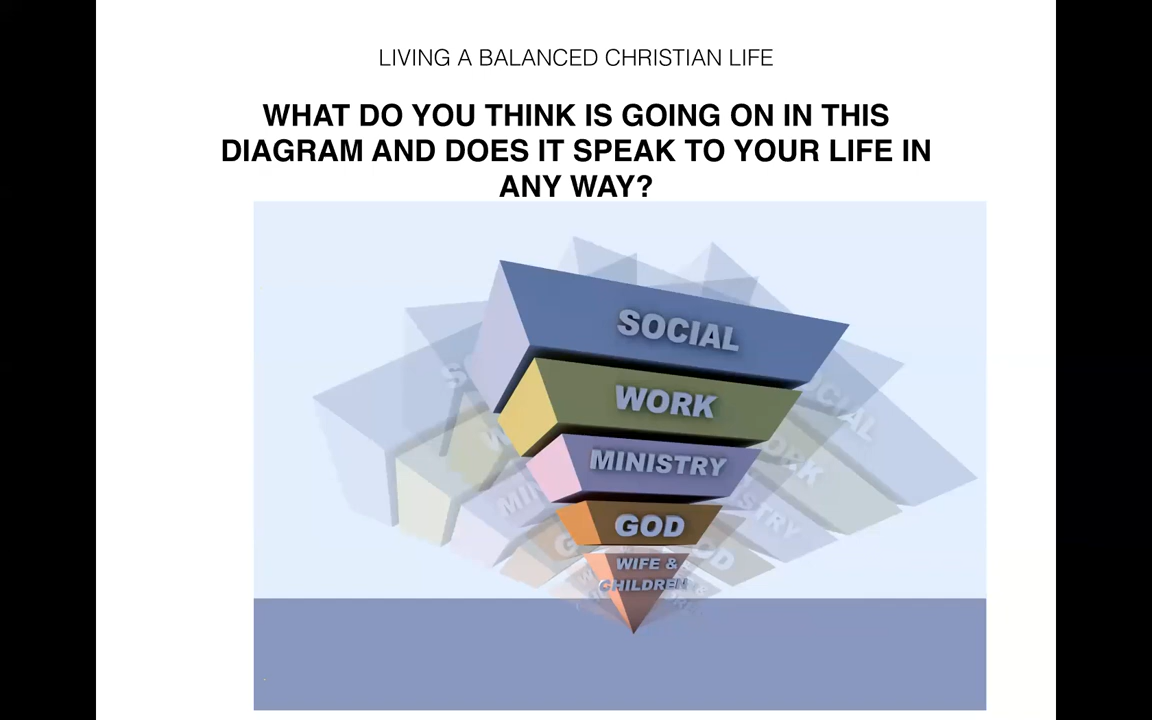 LIVING A BALANCED CHRISTIAN LIFE
WHAT DO YOU THINK IS GOING ON IN THIS
DIAGRAM AND DOES IT SPEAK TO YOUR LIFE IN
ANY WAY?
SOCIAL
WORK
MINISTRY
GOD
WIFE &
CHILDREN